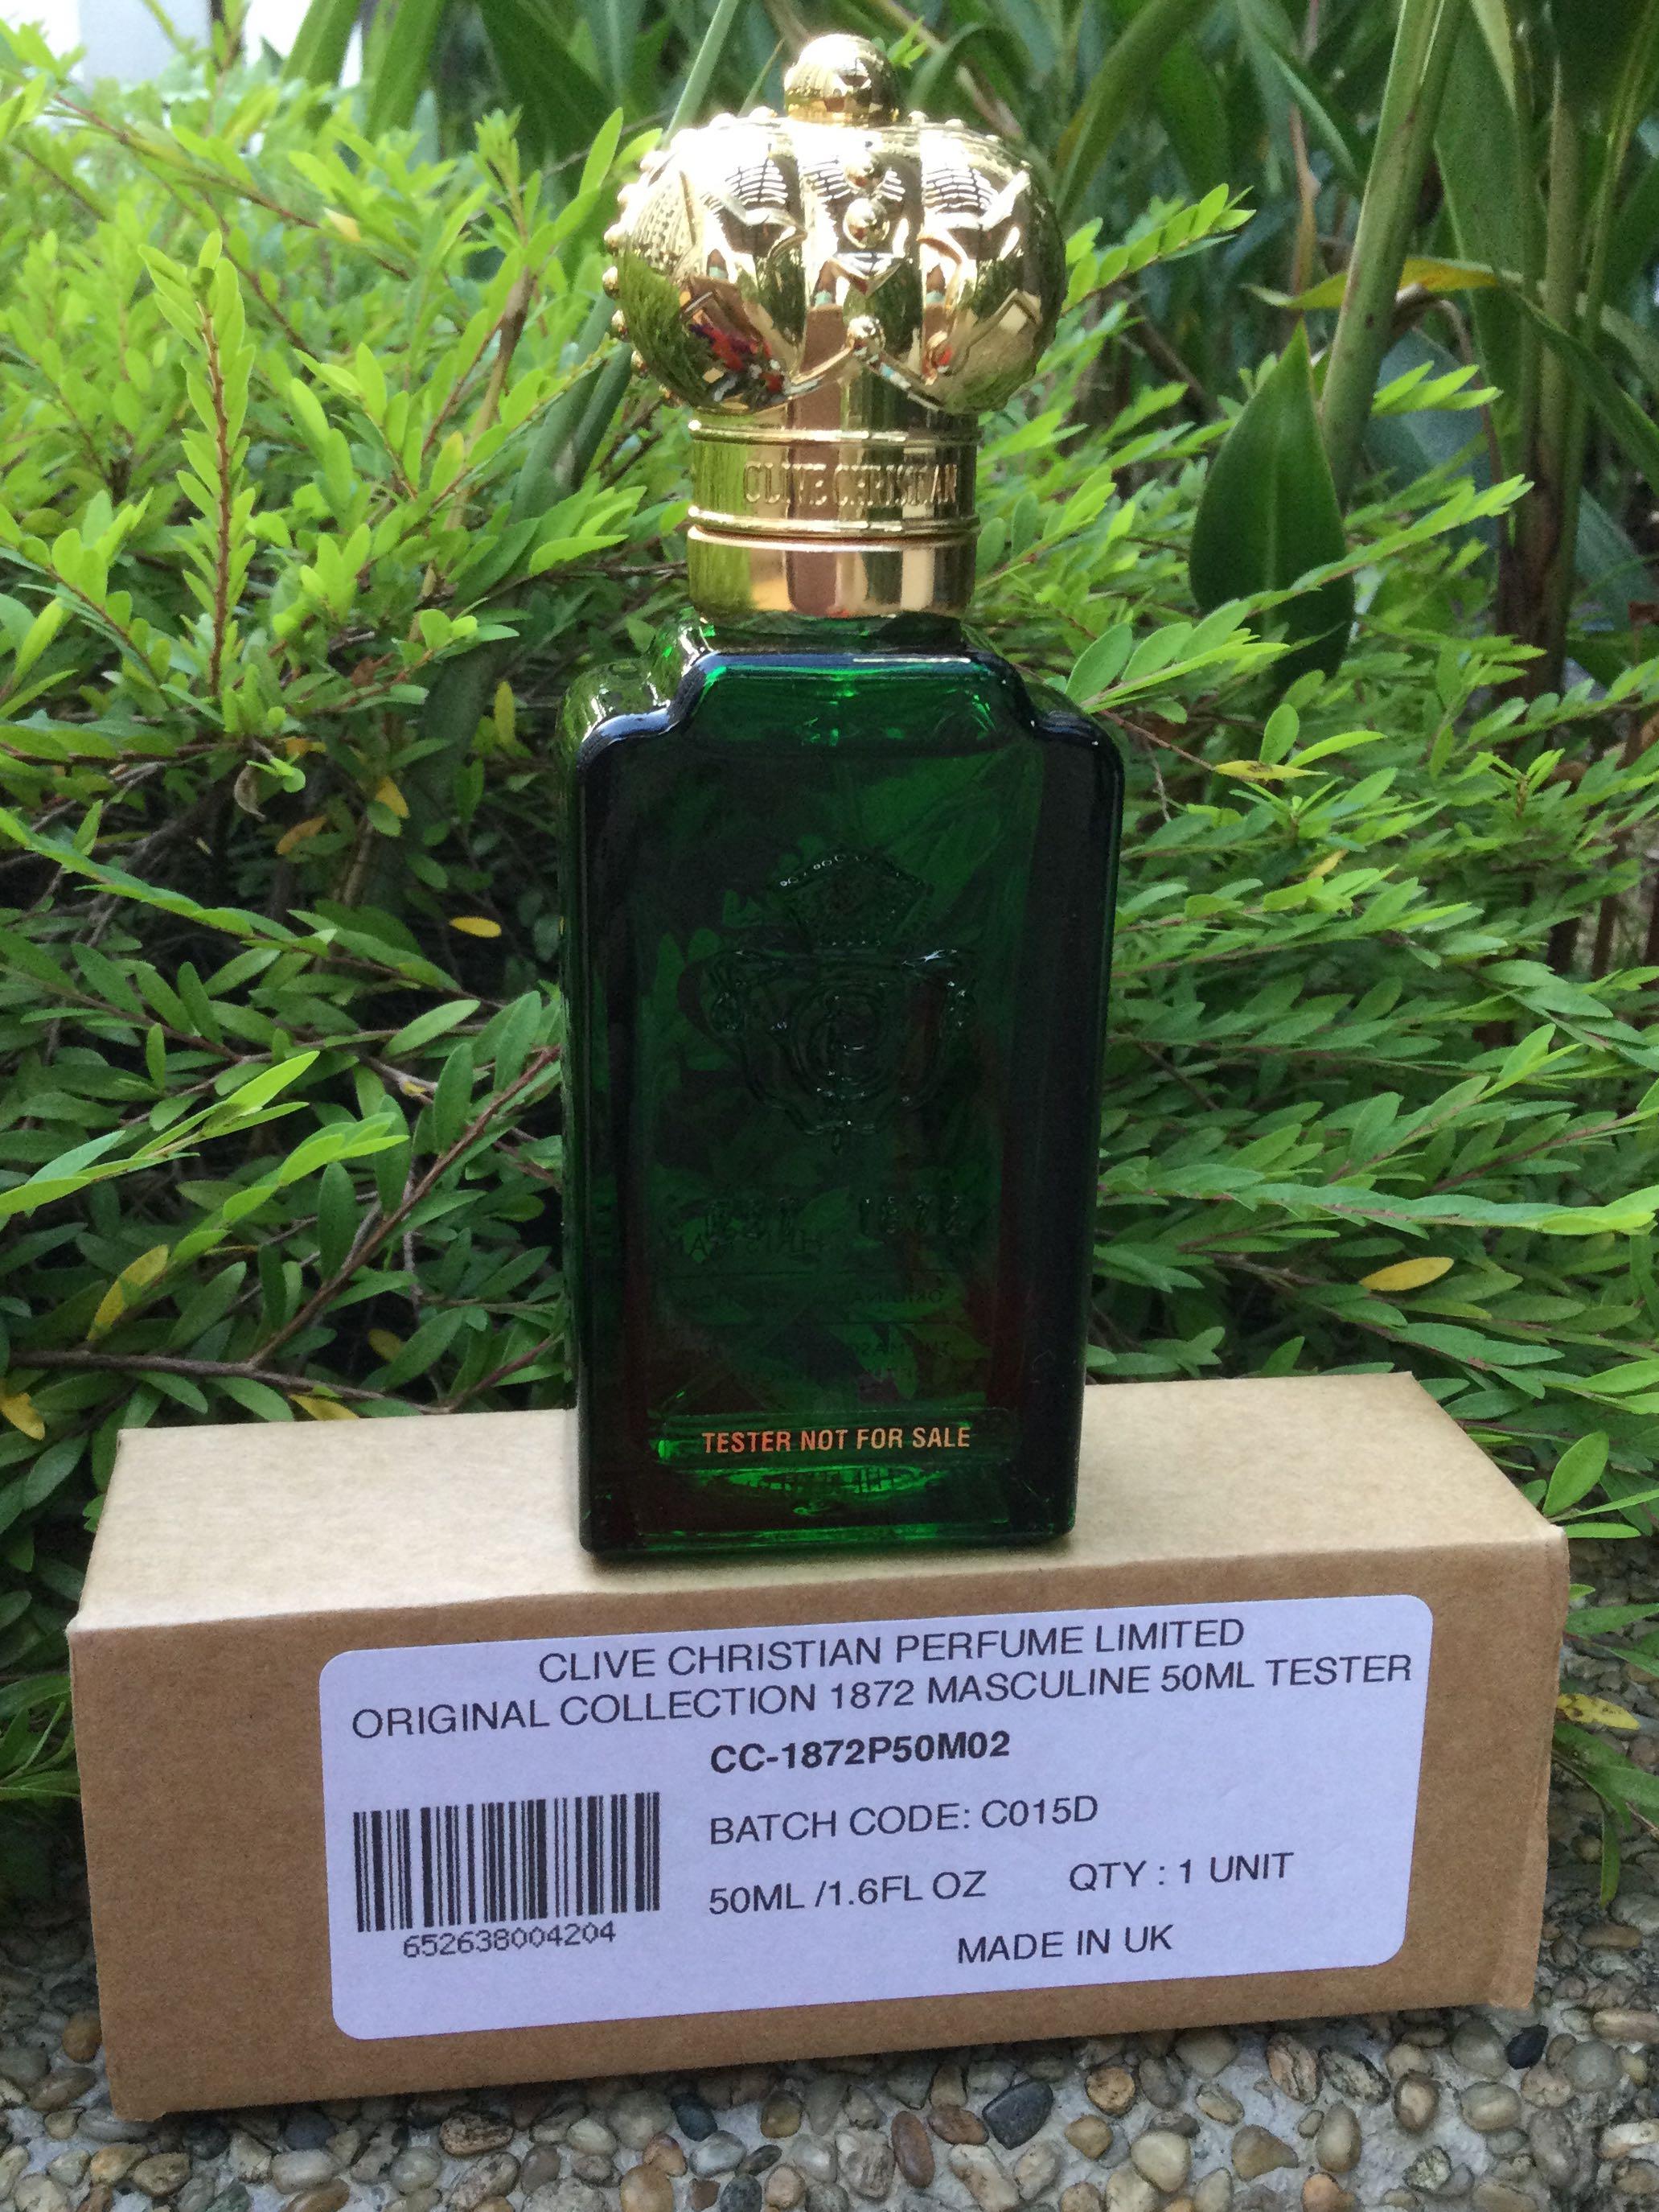 CLIVE CHRISTIAN
TESTER NOT FOR SALE
CLIVE CHRISTIAN PERFUME LIMITED
ORIGINAL COLLECTION 1872 MASCULINE 50ML TESTER
CC-1872P50M02
BATCH CODE: C015D
50ML /1.6FL OZ QTY : 1 UNIT
652638004204
MADE IN UK